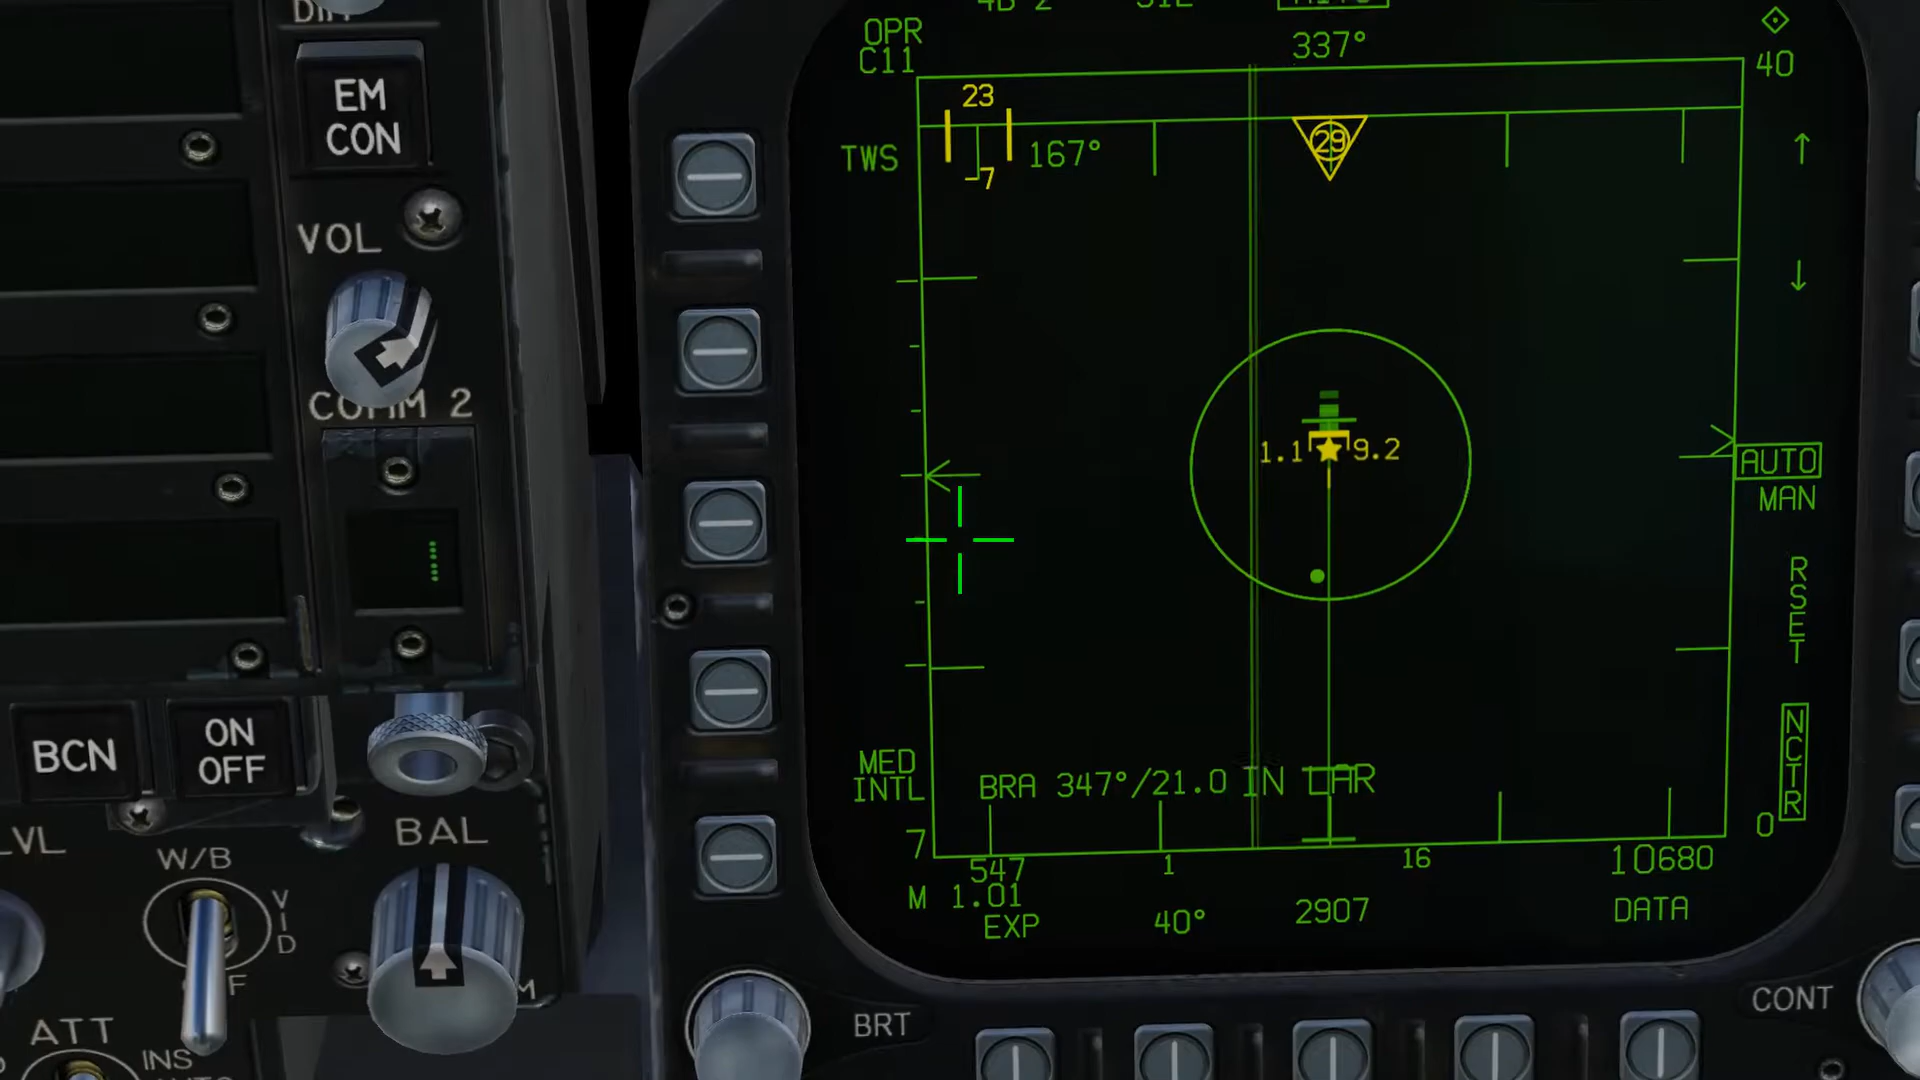 EM
CON
VOL
COMM 2
BCN
ON
OFF
LVL
W/B
VID
BAL
ATT
INS
OPR
C11
337°
40
23
TWS
167°
29
-7
1.1
9.2
AUTO
MAN
RSET
NCTR
MED
INTL
BRA 347°/21.0 IN LAR
7
0
547
1
16
10680
M 1.01
EXP
40°
2907
DATA
BRT
CONT